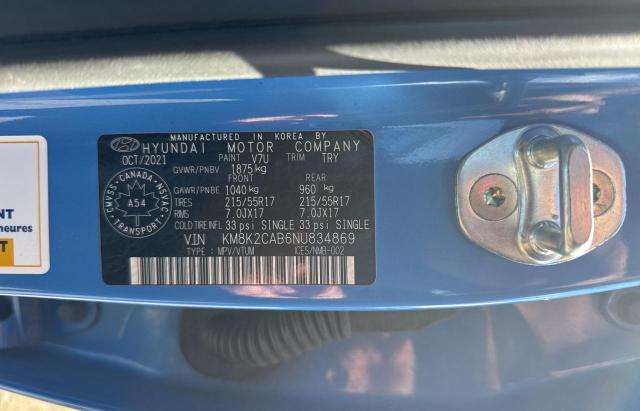 MANUFACTURED IN KOREA BY
HYUNDAI MOTOR COMPANY
OCT/2021 PAINT V7U TRIM TRY
GVWR/PNBV 1875 kg
FRONT REAR
GAWR/PNBE 1040 kg 960 kg
TIRES 215/55R17 215/55R17
RIMS 7.0JX17 7.0JX17
COLD TIRE INFL 33 psi SINGLE 33 psi SINGLE
VIN KM8K2CAB6NU834869
TYPE : MPV/VTUM ICES/NMB-002
CMVSS - CANADA - NSVAC
A54
TRANSPORT
NT
neures
T